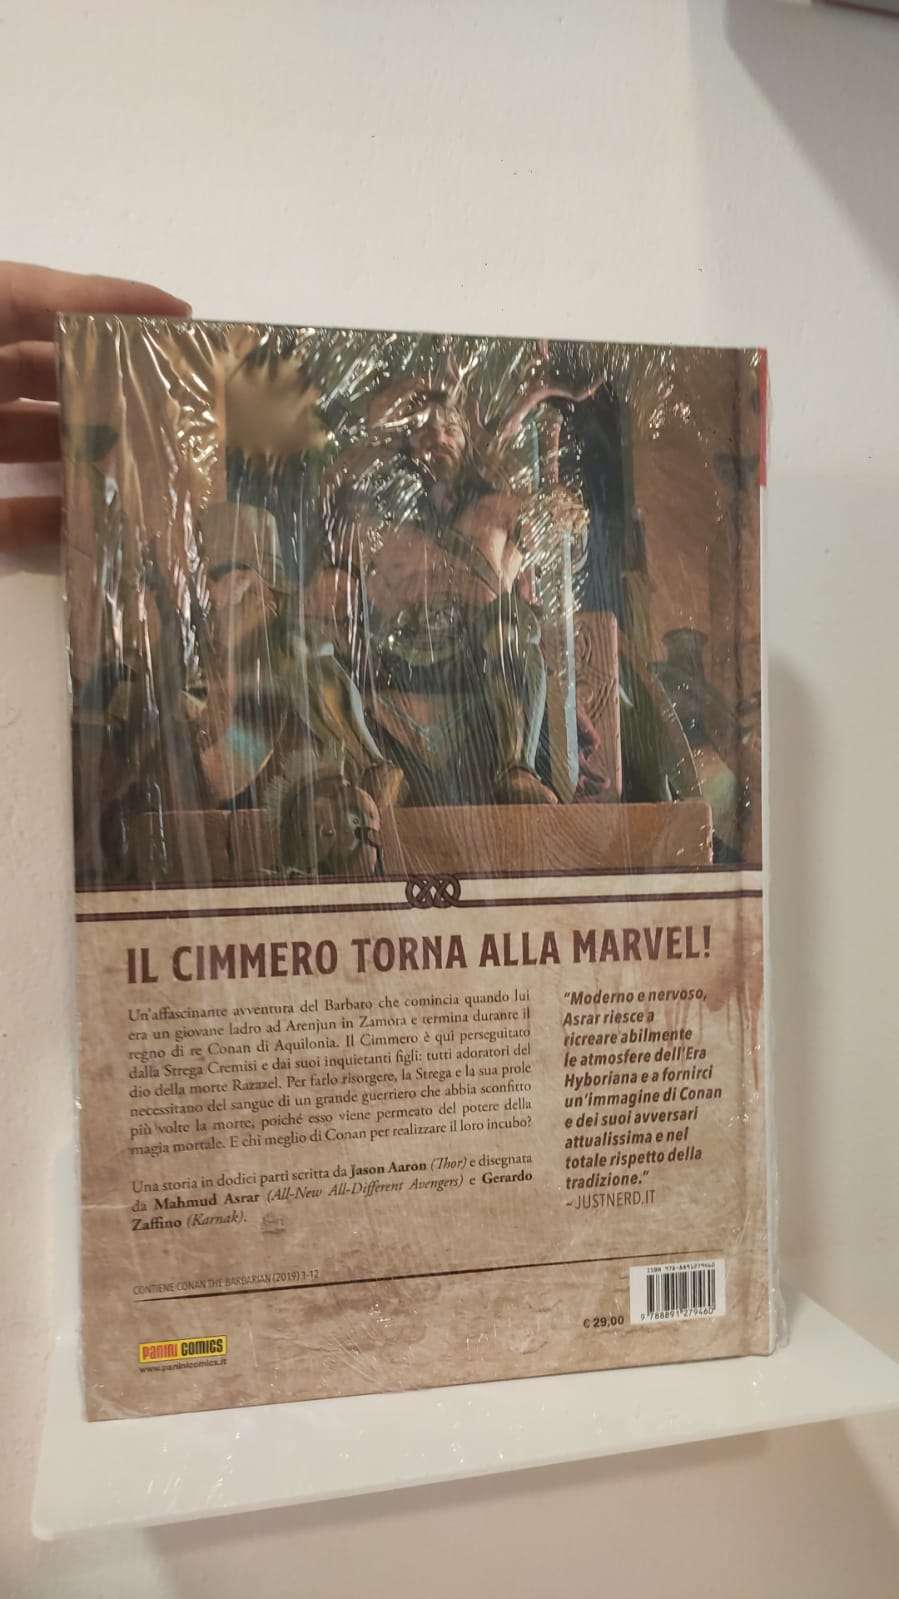 IL CIMMERO TORNA ALLA MARVEL!
Un'affascinante avventura del Barbaro che comincia quando lui
era un giovane ladro ad Arenjun in Zamora e termina durante il
regno di re Conan di Aquilonia. Il Cimmero è qui perseguitato
dalla Strega Cremisi e dai suoi inquietanti figli: tutti adoratori del
dio della morte Razazel. Per farlo risorgere, la Strega e la sua prole
necessitano del sangue di un grande guerriero che abbia sconfitto
più volte la morte, poiché esso viene permeato del potere della
magia mortale. E chi meglio di Conan per realizzare il loro incubo?
Una storia in dodici parti scritta da Jason Aaron (Thor) e disegnata
da Mahmud Asrar (All-New All-Different Avengers) e Gerardo
Zaffino (Karnak).
"Moderno e nervoso,
Asrar riesce a
ricreare abilmente
le atmosfere dell'Era
Hyboriana e a fornirci
un'immagine di Conan
e dei suoi avversari
attualissima e nel
totale rispetto della
tradizione."
~JUSTNERD.IT
CONTIENE CONAN THE BARBARIAN (2019) 1-12
ISBN 978-8891279460
€ 29,00
9 788891 279460
PANINI COMICS
www.paninicomics.it